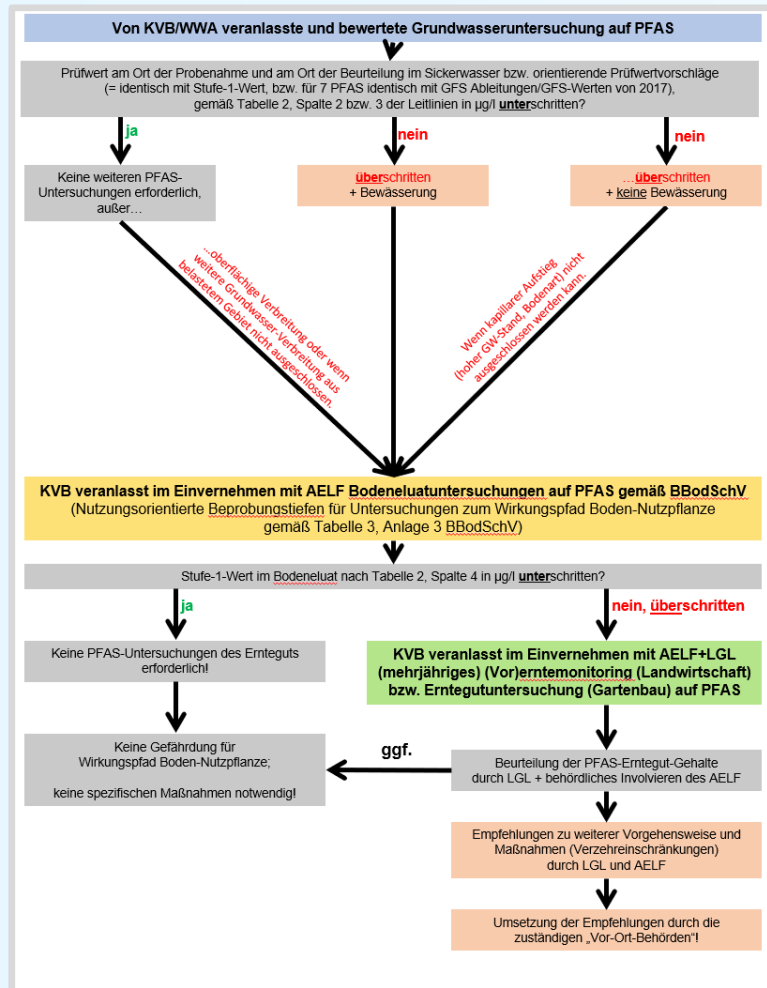 Von KVB/WWA veranlasste und bewertete Grundwasseruntersuchung auf PFAS
Prüfwert am Ort der Probenahme und am Ort der Beurteilung im Sickerwasser bzw. orientierende Prüfwertvorschläge
(= identisch mit Stufe-1-Wert, bzw. für 7 PFAS identisch mit GFS Ableitungen/GFS-Werten von 2017),
gemäß Tabelle 2, Spalte 2 bzw. 3 der Leitlinien in µg/l unterschritten?
ja
nein
nein
Keine weiteren PFAS-
Untersuchungen erforderlich,
außer…
überschritten
+ Bewässerung
…überschritten
+ keine Bewässerung
...oberflächige Verbreitung oder wenn
weitere Grundwasser-Verbreitung aus
belastetem Gebiet nicht ausgeschlossen.
Wenn kapillarer Aufstieg
(hoher GW-Stand, Bodenart) nicht
ausgeschlossen werden kann.
KVB veranlasst im Einvernehmen mit AELF Bodeneluatuntersuchungen auf PFAS gemäß BBodSchV
(Nutzungsorientierte Beprobungstiefen für Untersuchungen zum Wirkungspfad Boden-Nutzpflanze
gemäß Tabelle 3, Anlage 3 BBodSchV)
Stufe-1-Wert im Bodeneluat nach Tabelle 2, Spalte 4 in µg/l unterschritten?
ja
nein, überschritten
Keine PFAS-Untersuchungen des Ernteguts
erforderlich!
KVB veranlasst im Einvernehmen mit AELF+LGL
(mehrjähriges) (Vor)erntemonitoring (Landwirtschaft)
bzw. Erntegutuntersuchung (Gartenbau) auf PFAS
Keine Gefährdung für
Wirkungspfad Boden-Nutzpflanze;
keine spezifischen Maßnahmen notwendig!
ggf.
Beurteilung der PFAS-Erntegut-Gehalte
durch LGL + behördliches Involvieren des AELF
Empfehlungen zu weiterer Vorgehensweise und
Maßnahmen (Verzehreinschränkungen)
durch LGL und AELF
Umsetzung der Empfehlungen durch die
zuständigen „Vor-Ort-Behörden“!